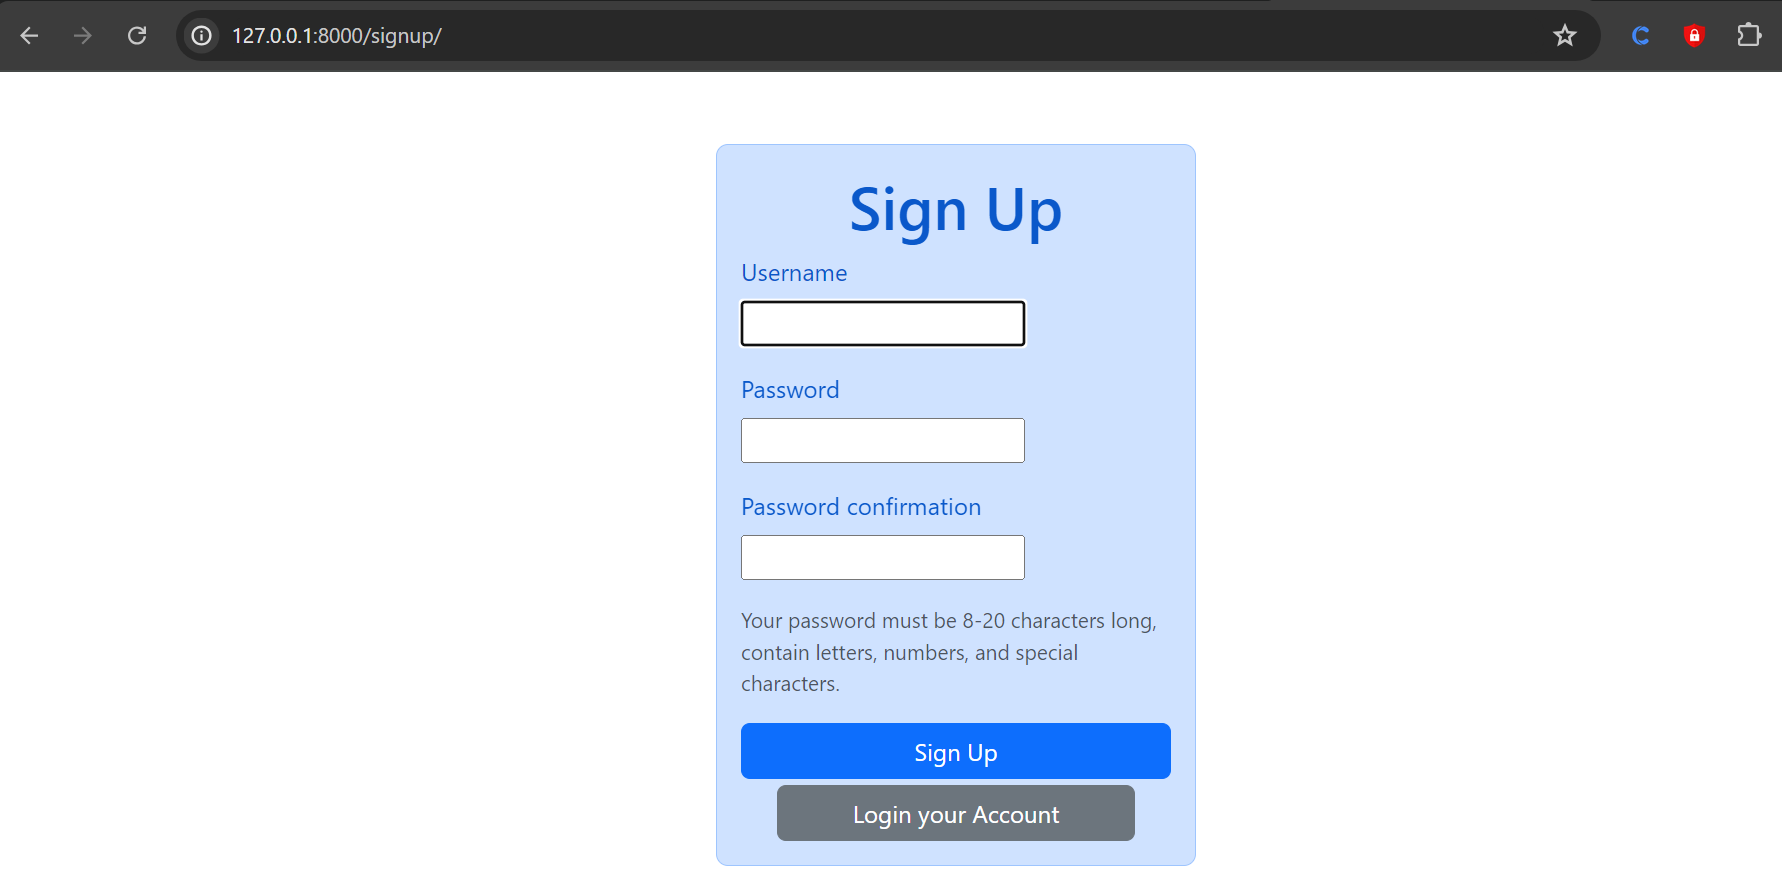 127.0.0.1:8000/signup/
Sign Up
Username
Password
Password confirmation
Your password must be 8-20 characters long,
contain letters, numbers, and special
characters.
Sign Up
Login your Account